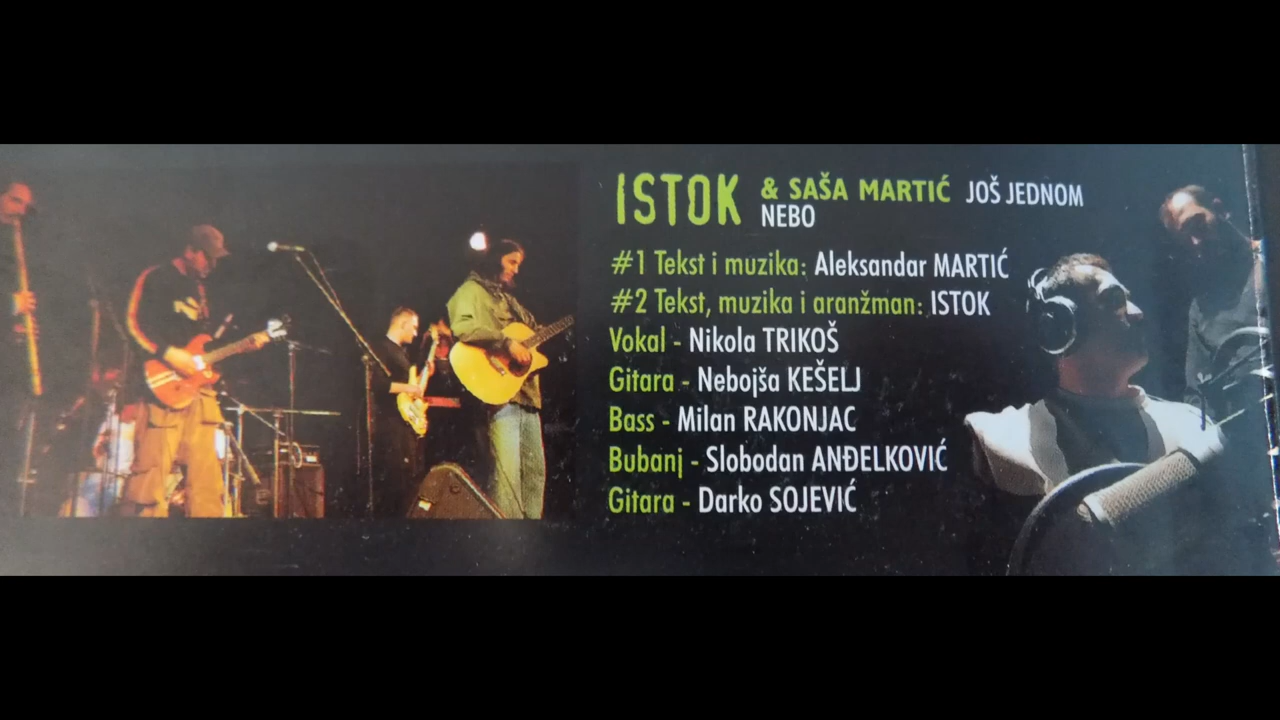 ISTOK & SAŠA MARTIĆ JOŠ JEDNOM
NEBO
#1 Tekst i muzika: Aleksandar MARTIĆ
#2 Tekst, muzika i aranžman: ISTOK
Vokal - Nikola TRIKOŠ
Gitara - Nebojša KEŠELJ
Bass - Milan RAKONJAC
Bubanj - Slobodan ANĐELKOVIĆ
Gitara - Darko SOJEVIĆ